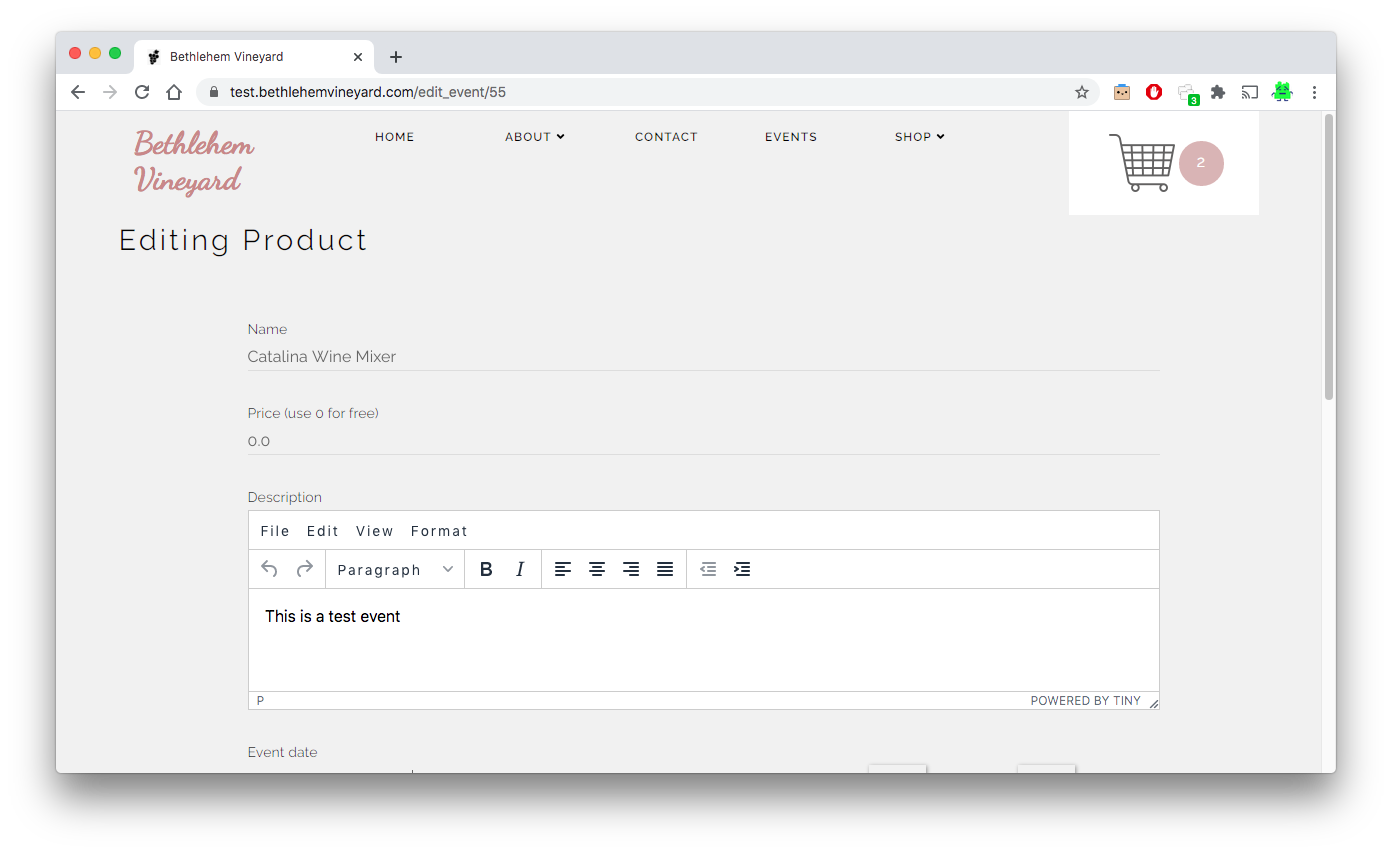 Bethlehem Vineyard
test.bethlehemvineyard.com/edit_event/55
3
Bethlehem
Vineyard
HOME
ABOUT
CONTACT
EVENTS
SHOP
2
Editing Product
Name
Catalina Wine Mixer
Price (use 0 for free)
0.0
Description
File Edit View Format
Paragraph B I
This is a test event
P
POWERED BY TINY
Event date